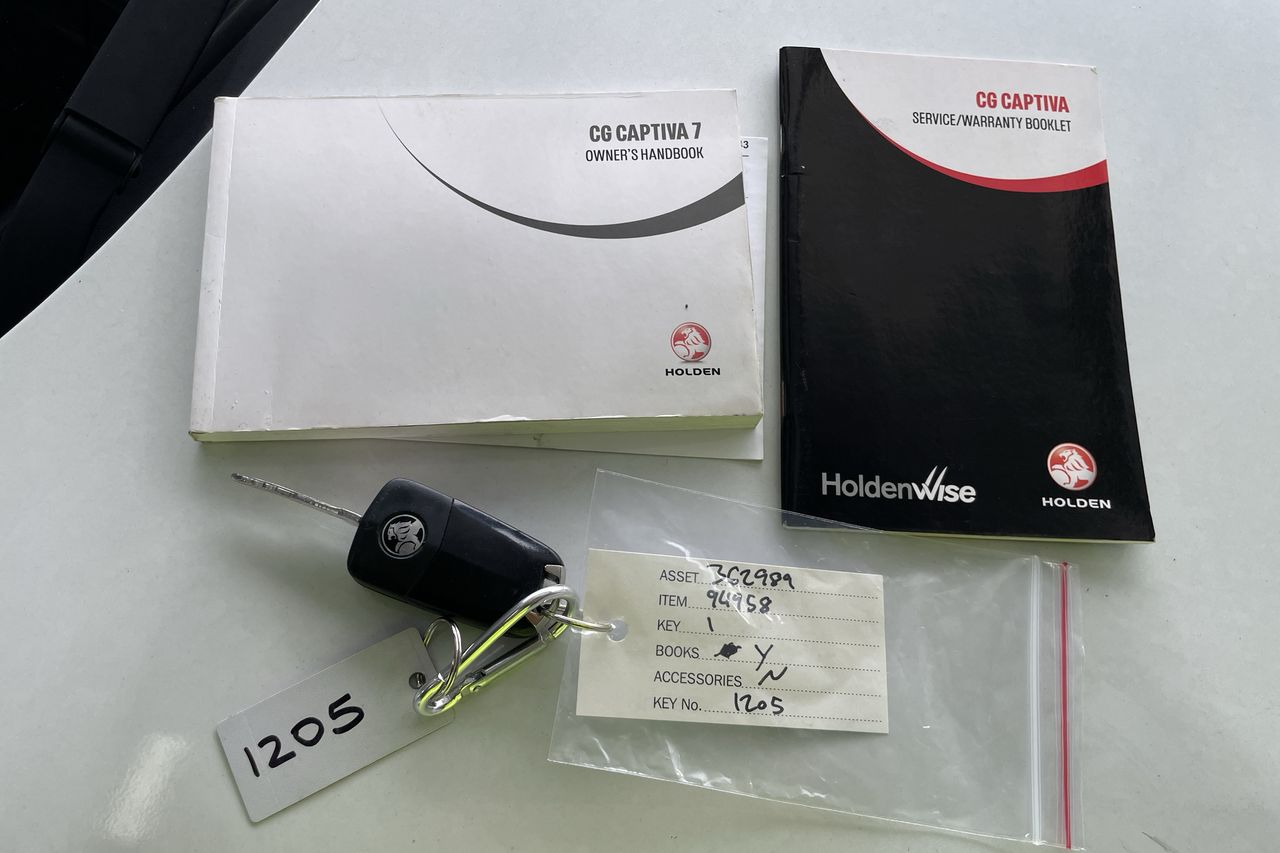 CG CAPTIVA 7
OWNER'S HANDBOOK
HOLDEN
CG CAPTIVA
SERVICE/WARRANTY BOOKLET
HoldenWise
HOLDEN
ASSET 362989
ITEM 94958
KEY 1
BOOKS Y
ACCESSORIES N
KEY No. 1205
1205